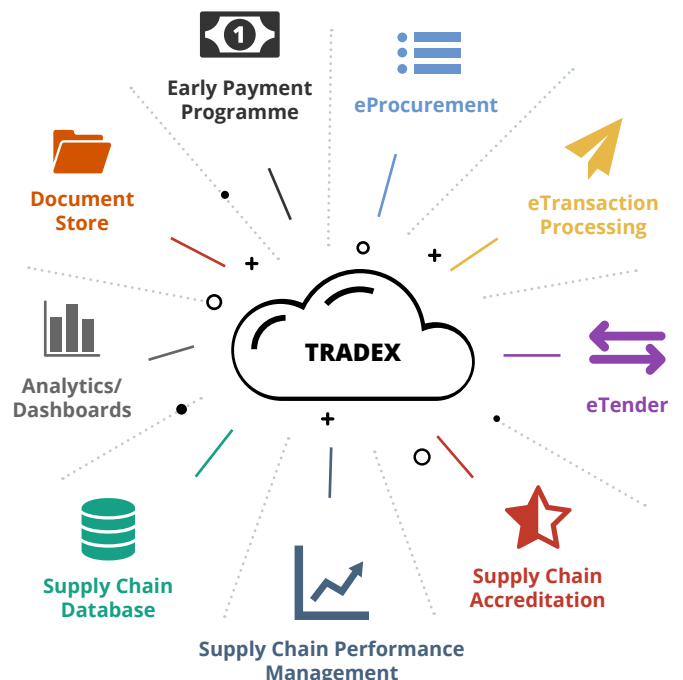 1
Early Payment
Programme
eProcurement
Document
Store
eTransaction
Processing
TRADEX
Analytics/
Dashboards
eTender
Supply Chain
Database
Supply Chain
Accreditation
Supply Chain Performance
Management